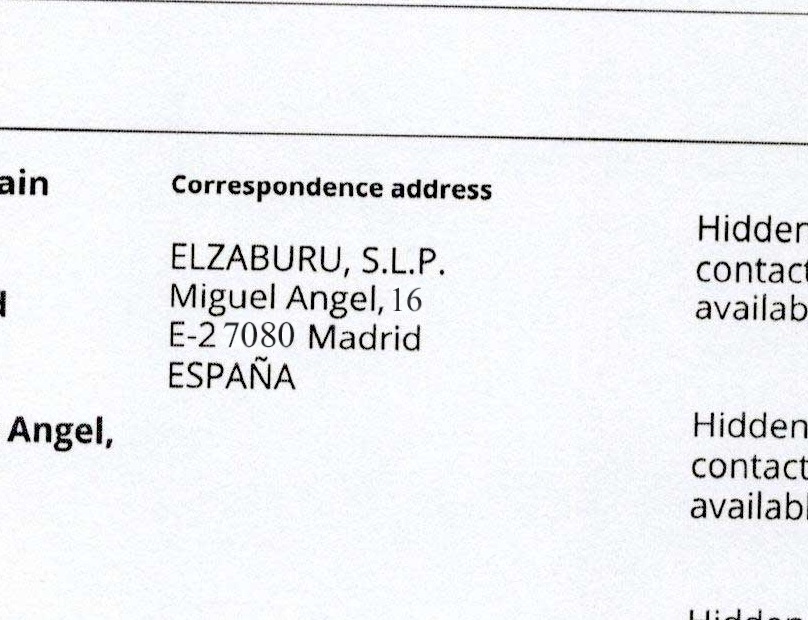 ain
Correspondence address
Hidden
ELZABURU, S.L.P.
contact
Miguel Angel, 16
availab
E-27080 Madrid
ESPAÑA
Angel,
Hidden
contact
availabl
Hidden